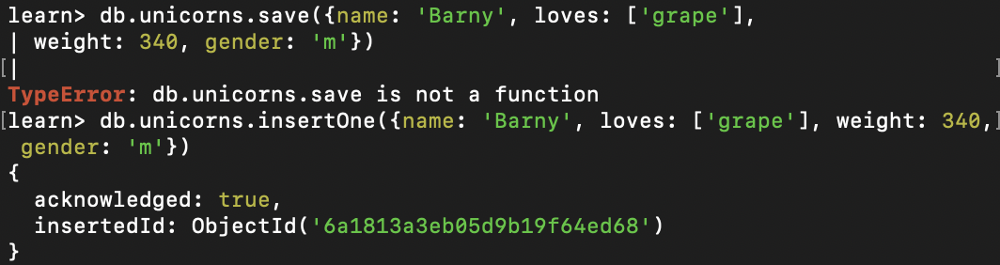 learn> db.unicorns.save({name: 'Barny', loves: ['grape'],
| weight: 340, gender: 'm'})
[| ]
TypeError: db.unicorns.save is not a function
[learn> db.unicorns.insertOne({name: 'Barny', loves: ['grape'], weight: 340,]
 gender: 'm'})
{
  acknowledged: true,
  insertedId: ObjectId('6a1813a3eb05d9b19f64ed68')
}